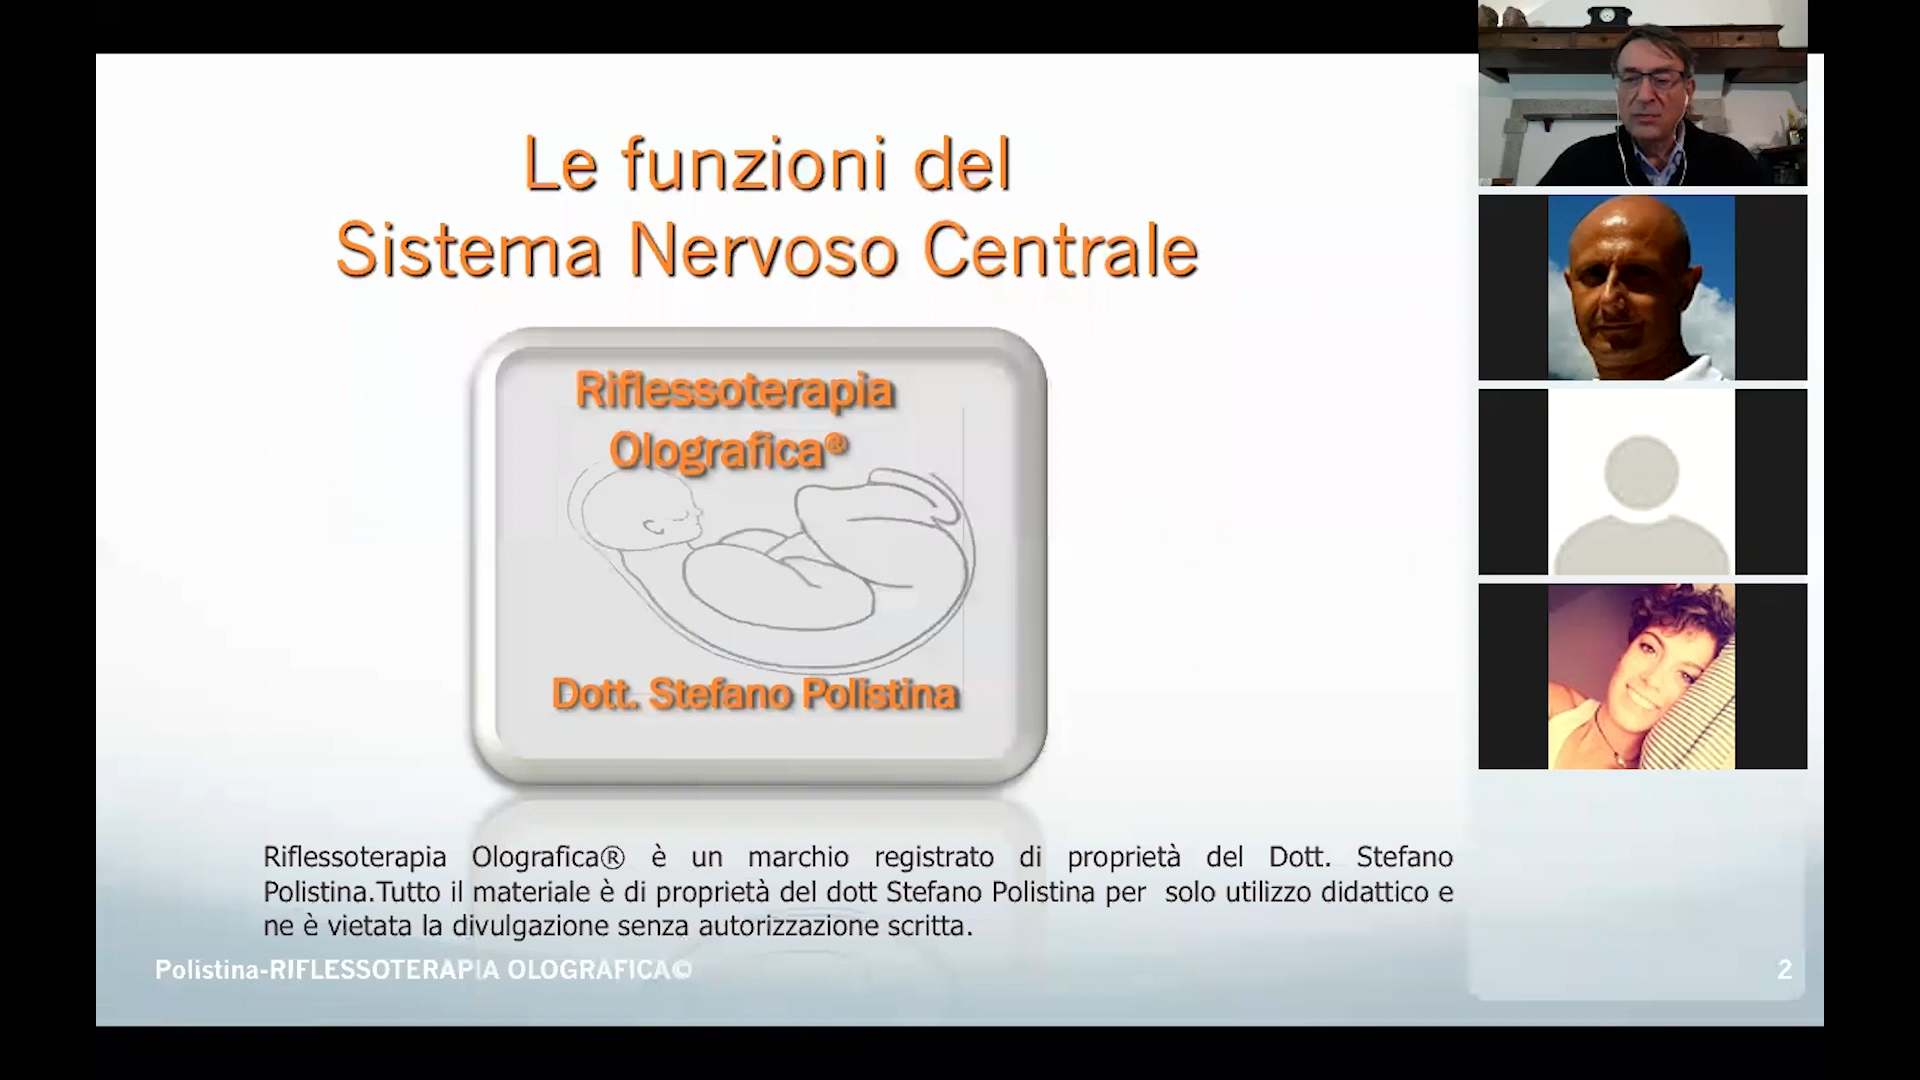 Le funzioni del
Sistema Nervoso Centrale
Riflessoterapia
Olografica®
Dott. Stefano Polistina
Riflessoterapia Olografica® è un marchio registrato di proprietà del Dott. Stefano
Polistina.Tutto il materiale è di proprietà del dott Stefano Polistina per solo utilizzo didattico e
ne è vietata la divulgazione senza autorizzazione scritta.
Polistina-RIFLESSOTERAPIA OLOGRAFICA©
2